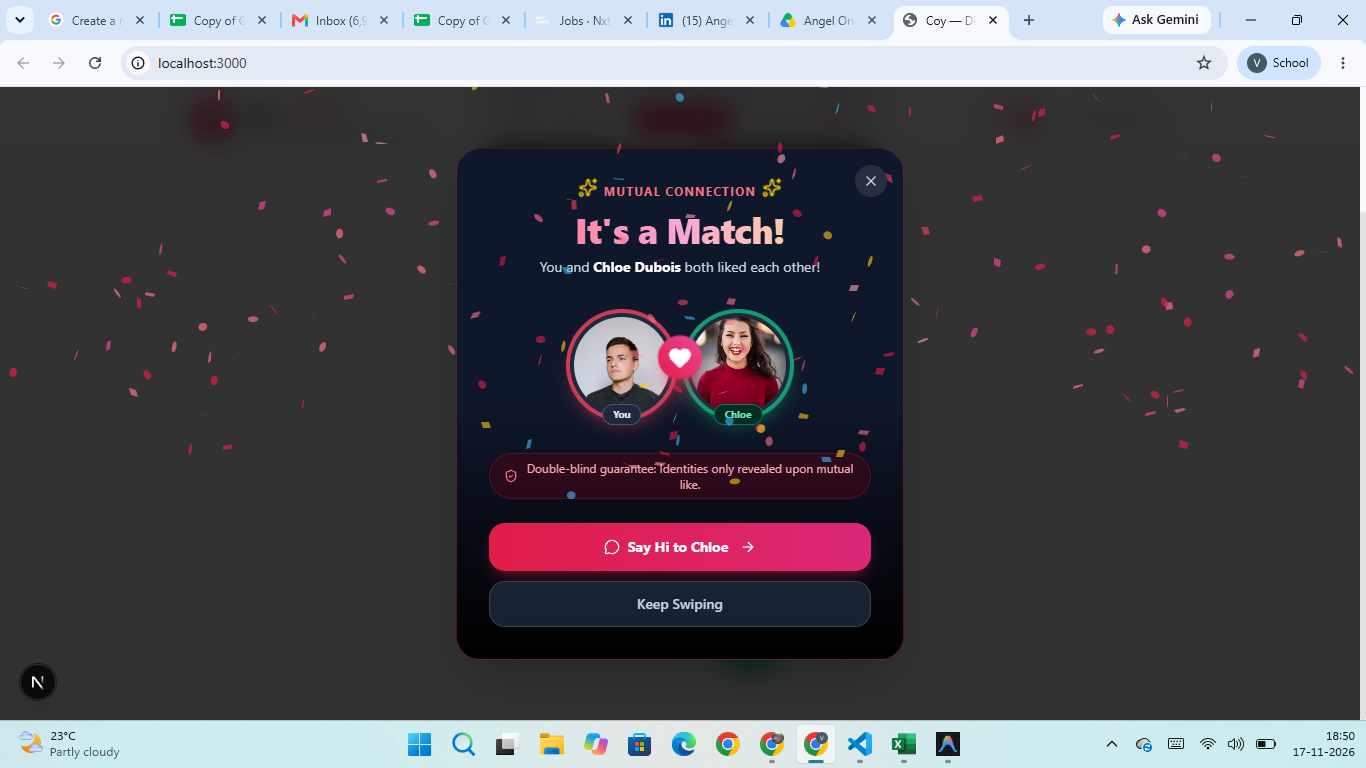 Create a r
Copy of G
Inbox (6,9
Copy of G
Jobs · Nxt
(15) Ange
Angel On
Coy — Di
Ask Gemini
localhost:3000
V
School
MUTUAL CONNECTION
It's a Match!
You and Chloe Dubois both liked each other!
You
Chloe
Double-blind guarantee: Identities only revealed upon mutual
like.
Say Hi to Chloe
Keep Swiping
N
23°C
Partly cloudy
18:50
17-11-2026